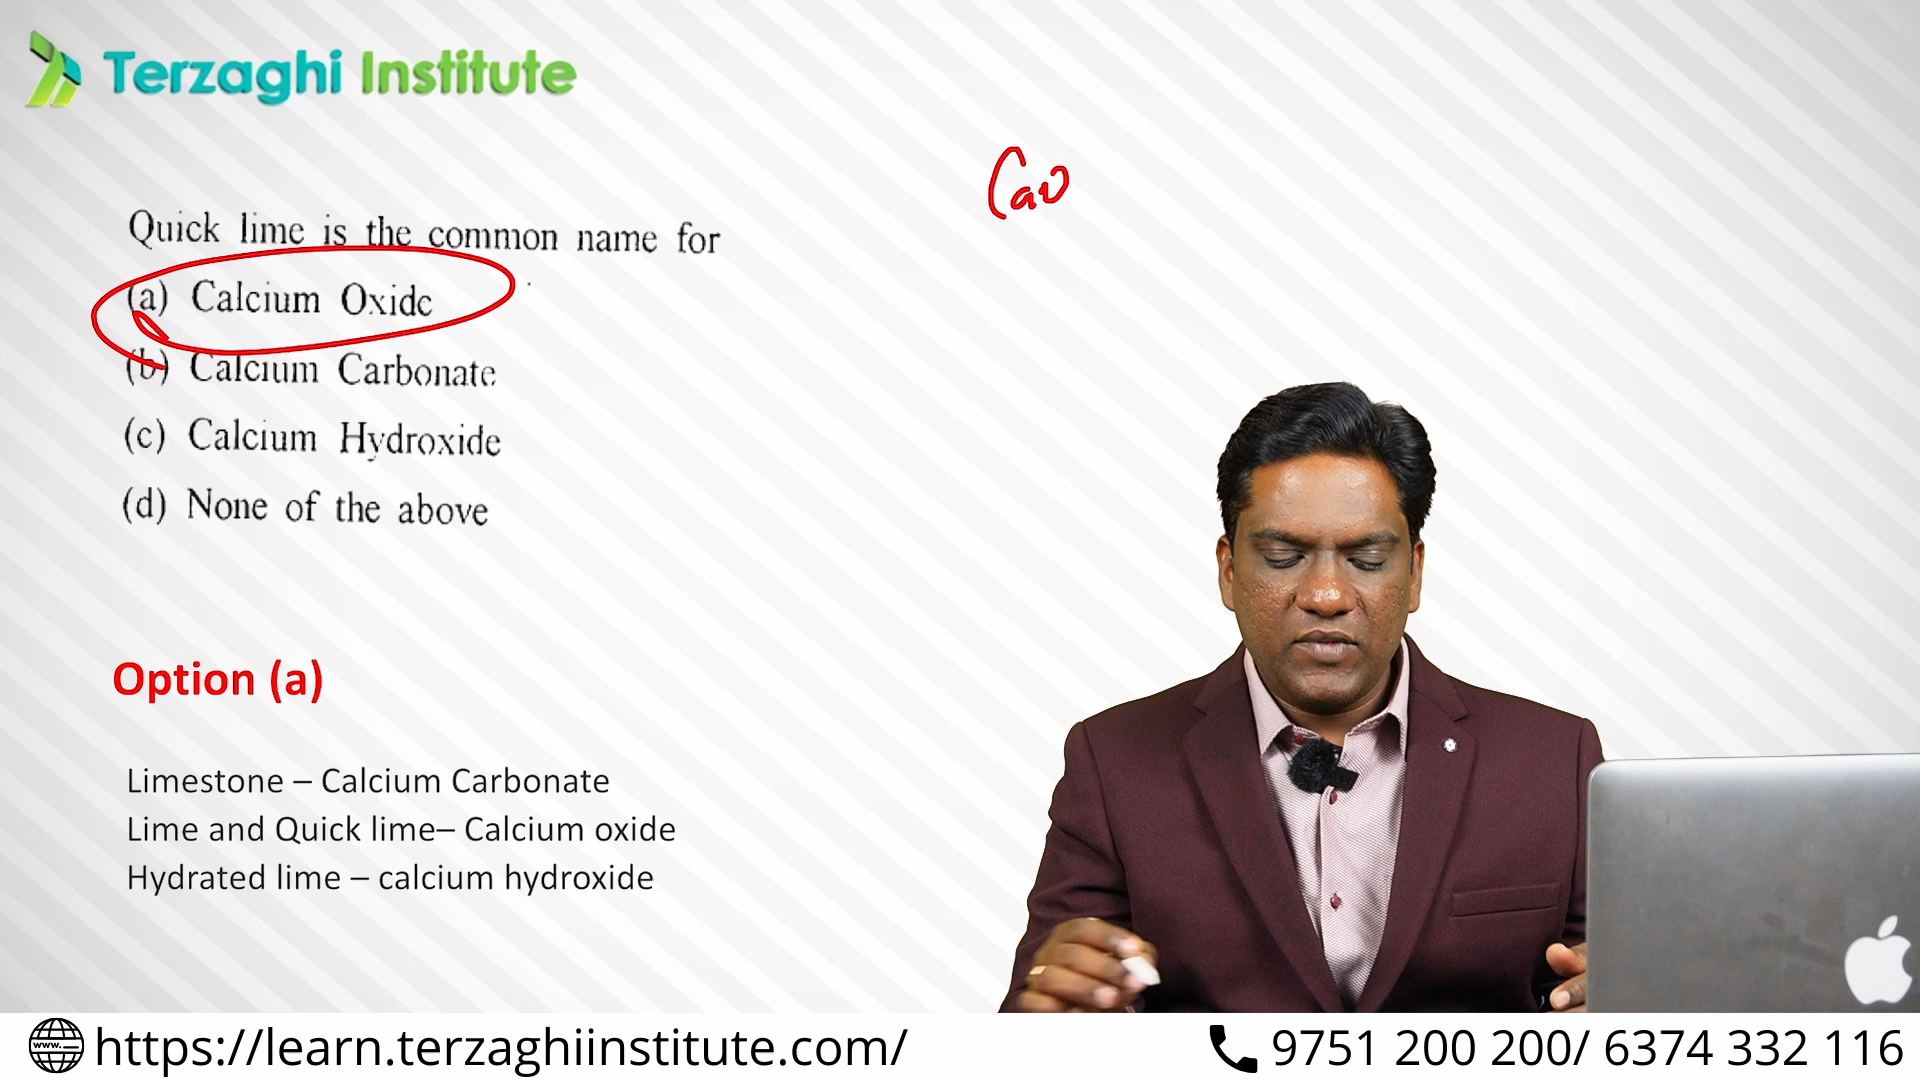 Terzaghi Institute
CaO
Quick lime is the common name for
(a) Calcium Oxide
(b) Calcium Carbonate
(c) Calcium Hydroxide
(d) None of the above
Option (a)
Limestone – Calcium Carbonate
Lime and Quick lime– Calcium oxide
Hydrated lime – calcium hydroxide
www.
https://learn.terzaghiinstitute.com/
9751 200 200/ 6374 332 116